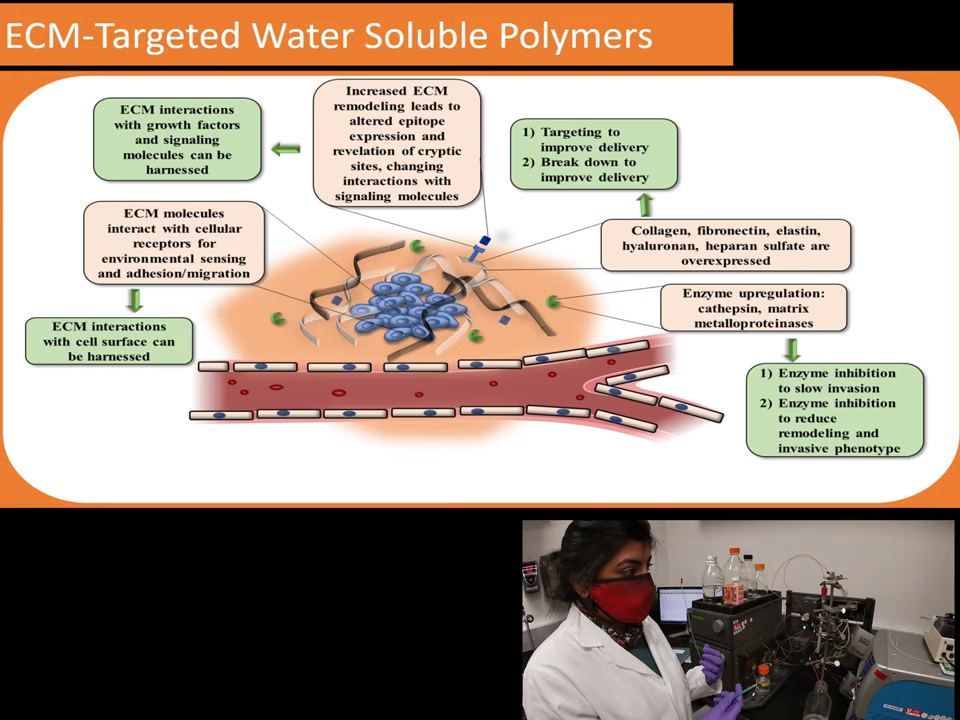 ECM-Targeted Water Soluble Polymers
ECM interactions
with growth factors
and signaling
molecules can be
harnessed
Increased ECM
remodeling leads to
altered epitope
expression and
revelation of cryptic
sites, changing
interactions with
signaling molecules
1) Targeting to
improve delivery
2) Break down to
improve delivery
ECM molecules
interact with cellular
receptors for
environmental sensing
and adhesion/migration
Collagen, fibronectin, elastin,
hyaluronan, heparan sulfate are
overexpressed
Enzyme upregulation:
cathepsin, matrix
metalloproteinases
ECM interactions
with cell surface can
be harnessed
1) Enzyme inhibition
to slow invasion
2) Enzyme inhibition
to reduce
remodeling and
invasive phenotype